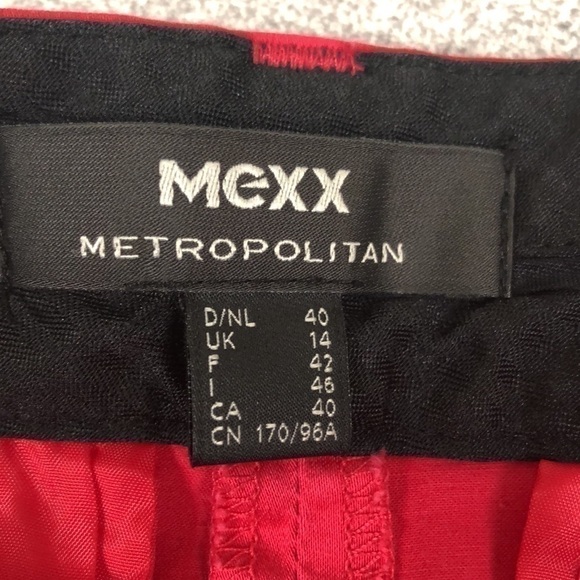 Mexx
METROPOLITAN
D/NL 40
UK 14
F 42
I 46
CA 40
CN 170/96A